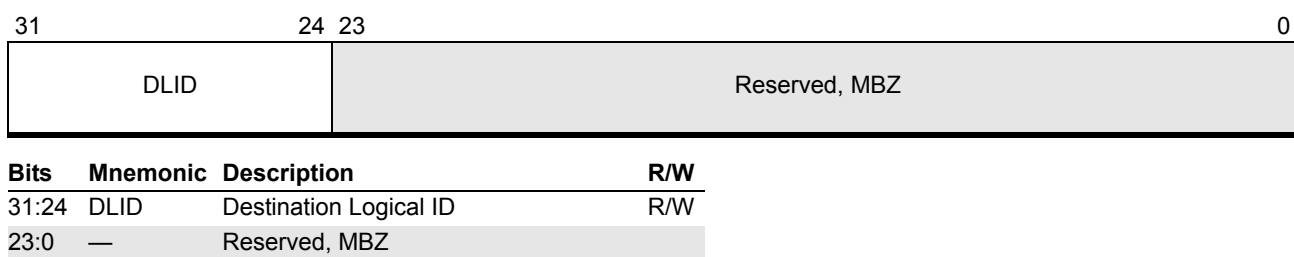 31 24 23 0
DLID Reserved, MBZ
Bits Mnemonic Description R/W
31:24 DLID Destination Logical ID R/W
23:0 — Reserved, MBZ